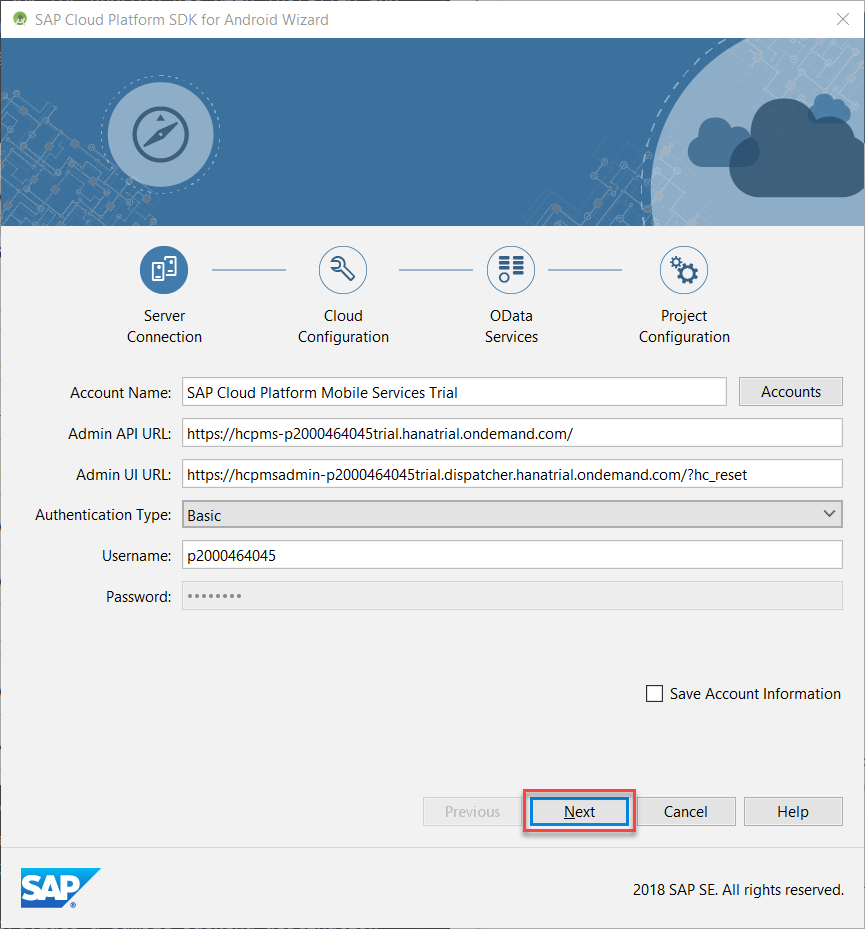 SAP Cloud Platform SDK for Android Wizard
Server Connection
Cloud Configuration
OData Services
Project Configuration
Account Name: SAP Cloud Platform Mobile Services Trial Accounts
Admin API URL: https://hcpms-p2000464045trial.hanatrial.ondemand.com/
Admin UI URL: https://hcpmsadmin-p2000464045trial.dispatcher.hanatrial.ondemand.com/?hc_reset
Authentication Type: Basic
Username: p2000464045
Password: ••••••••
Save Account Information
Previous Next Cancel Help
SAP® 2018 SAP SE. All rights reserved.